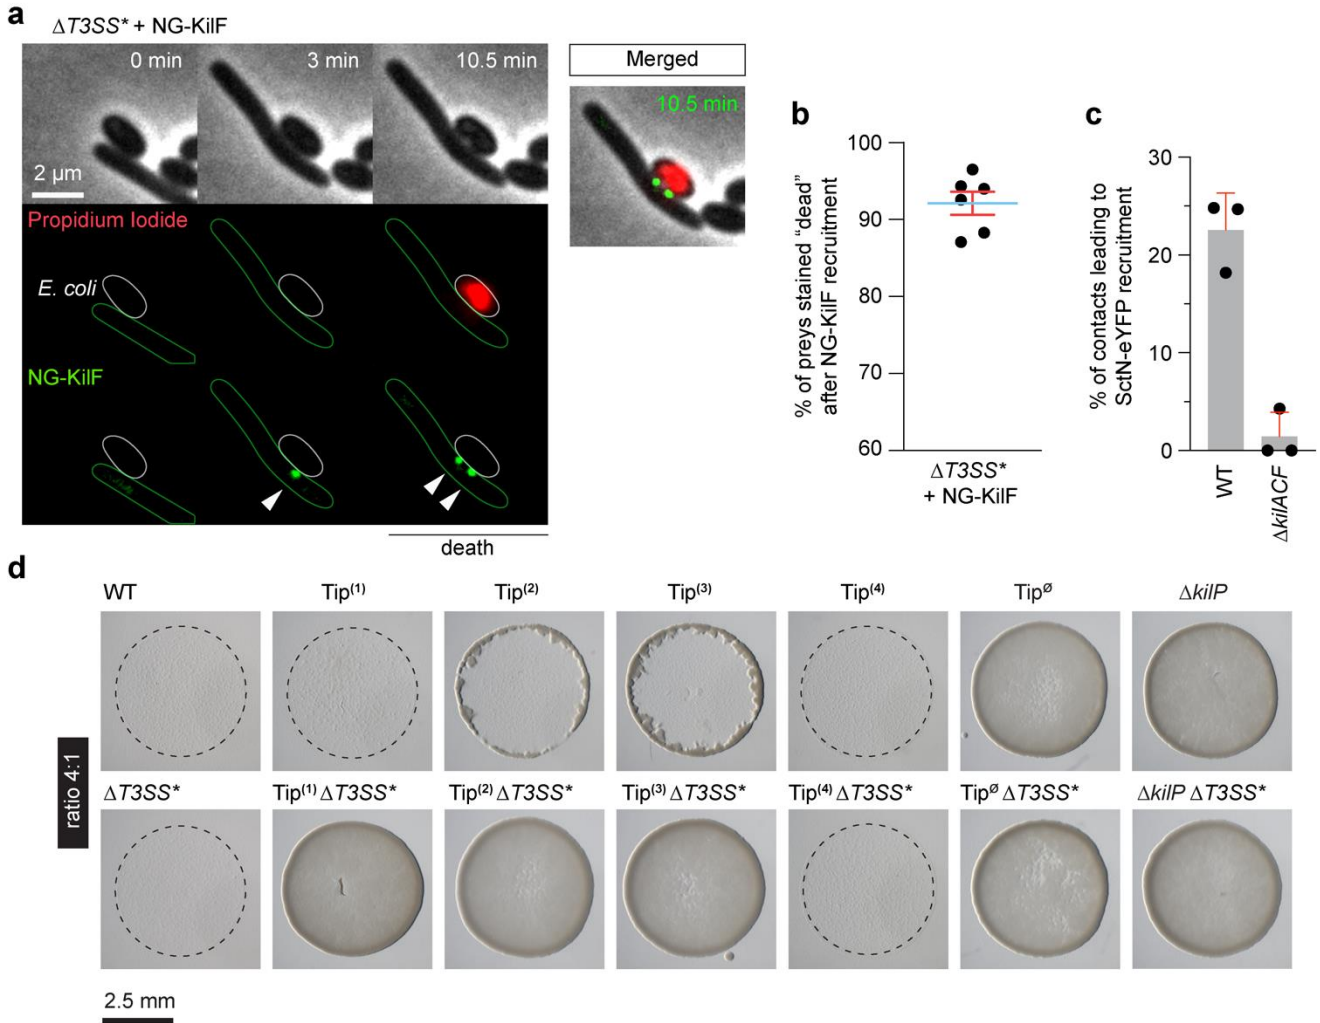 a
ΔT3SS* + NG-KilF
0 min
3 min
10.5 min
2 µm
Propidium Iodide
E. coli
NG-KilF
death
Merged
10.5 min
b
% of preys stained “dead”
after NG-KilF recruitment
100
90
80
70
60
ΔT3SS*
+ NG-KilF
c
% of contacts leading to
SctN-eYFP recruitment
30
20
10
0
WT
ΔkilACF
d
ratio 4:1
WT Tip(1) Tip(2) Tip(3) Tip(4) TipØ ΔkilP
ΔT3SS* Tip(1) ΔT3SS* Tip(2) ΔT3SS* Tip(3) ΔT3SS* Tip(4) ΔT3SS* TipØ ΔT3SS* ΔkilP ΔT3SS*
2.5 mm